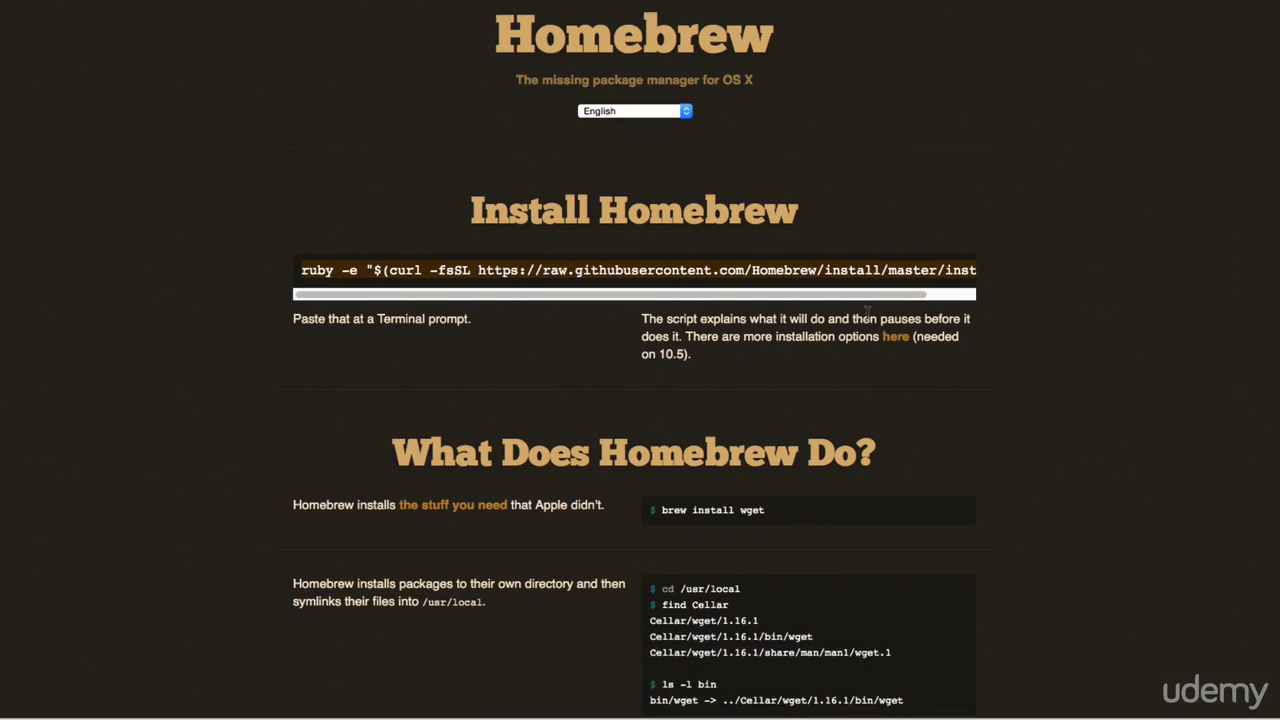 Homebrew
The missing package manager for OS X
English
Install Homebrew
ruby -e "$(curl -fsSL https://raw.githubusercontent.com/Homebrew/install/master/inst
Paste that at a Terminal prompt.
The script explains what it will do and then pauses before it
does it. There are more installation options here (needed
on 10.5).
What Does Homebrew Do?
Homebrew installs the stuff you need that Apple didn't.
$ brew install wget
Homebrew installs packages to their own directory and then
symlinks their files into /usr/local.
$ cd /usr/local
$ find Cellar
Cellar/wget/1.16.1
Cellar/wget/1.16.1/bin/wget
Cellar/wget/1.16.1/share/man/man1/wget.1
$ ls -l bin
bin/wget -> ../Cellar/wget/1.16.1/bin/wget
udemy